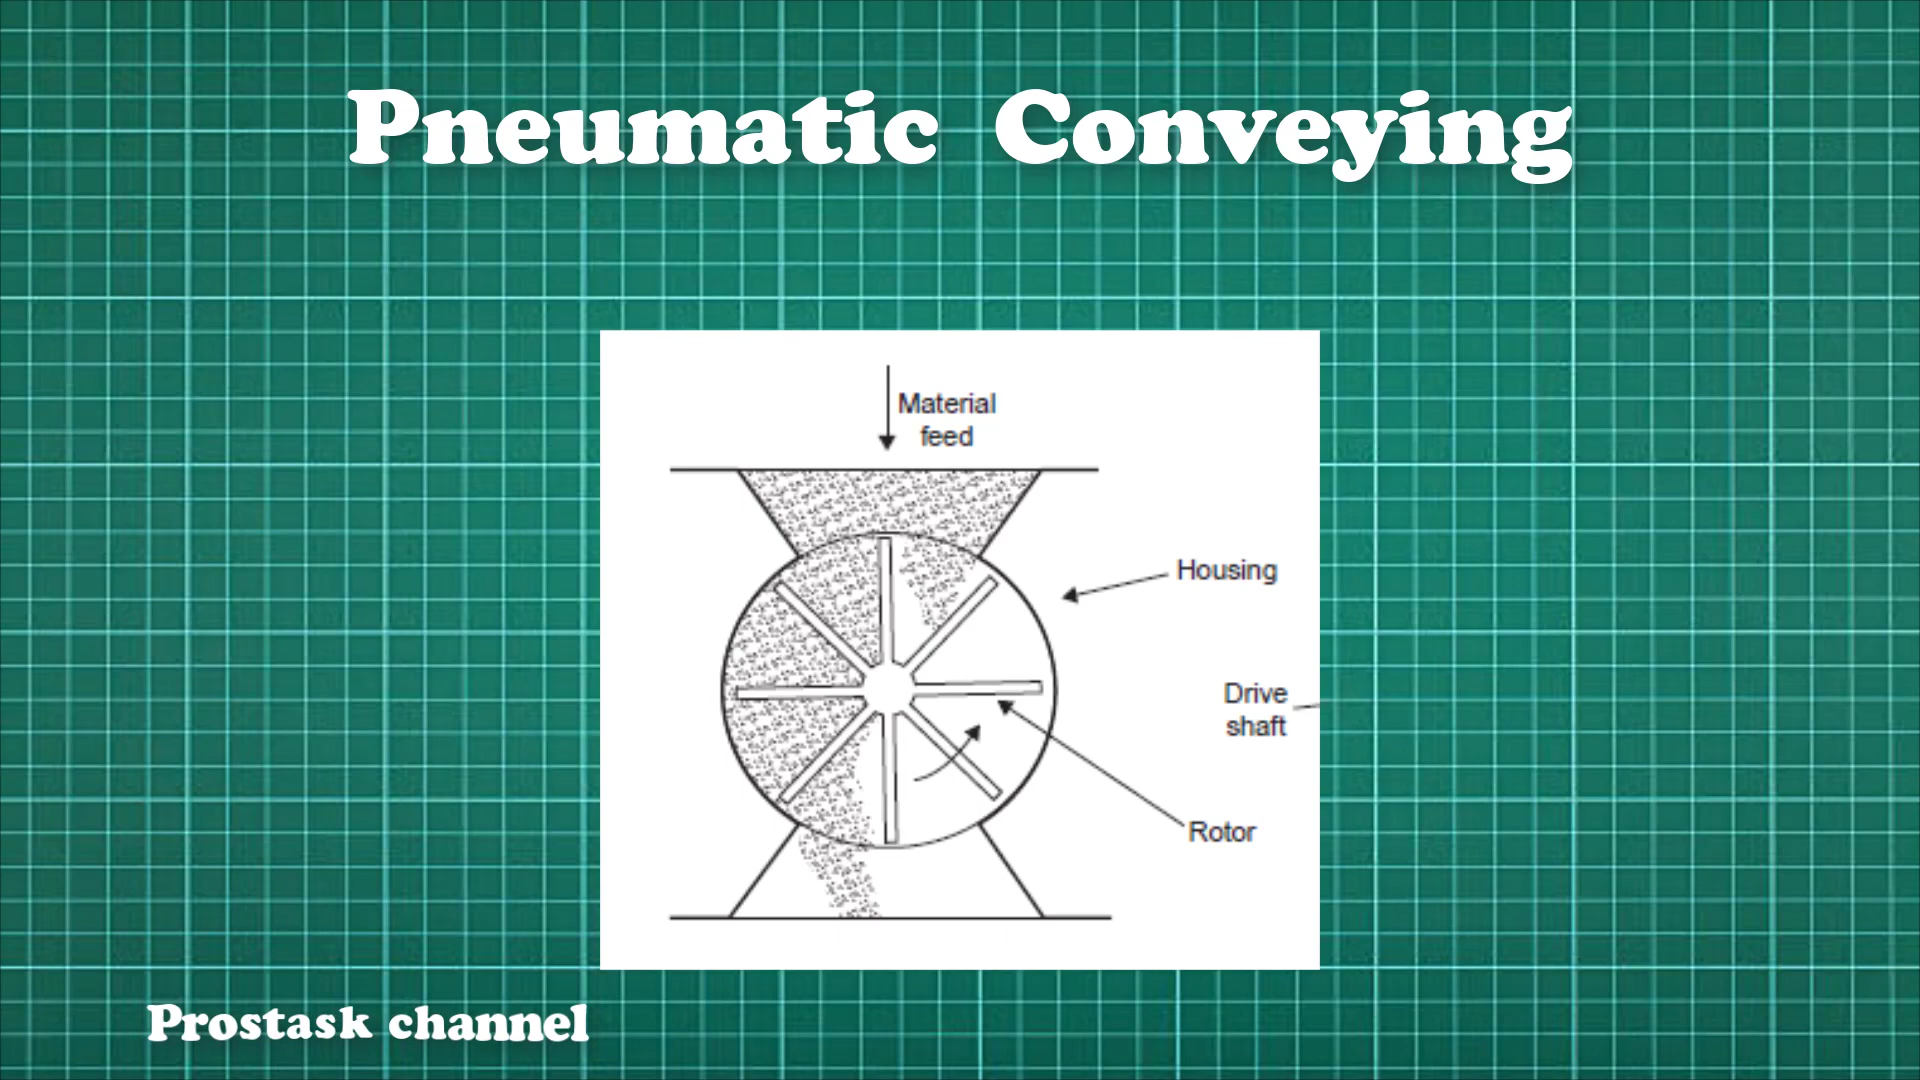 Pneumatic Conveying
Material
feed
Housing
Drive
shaft
Rotor
Prostask channel